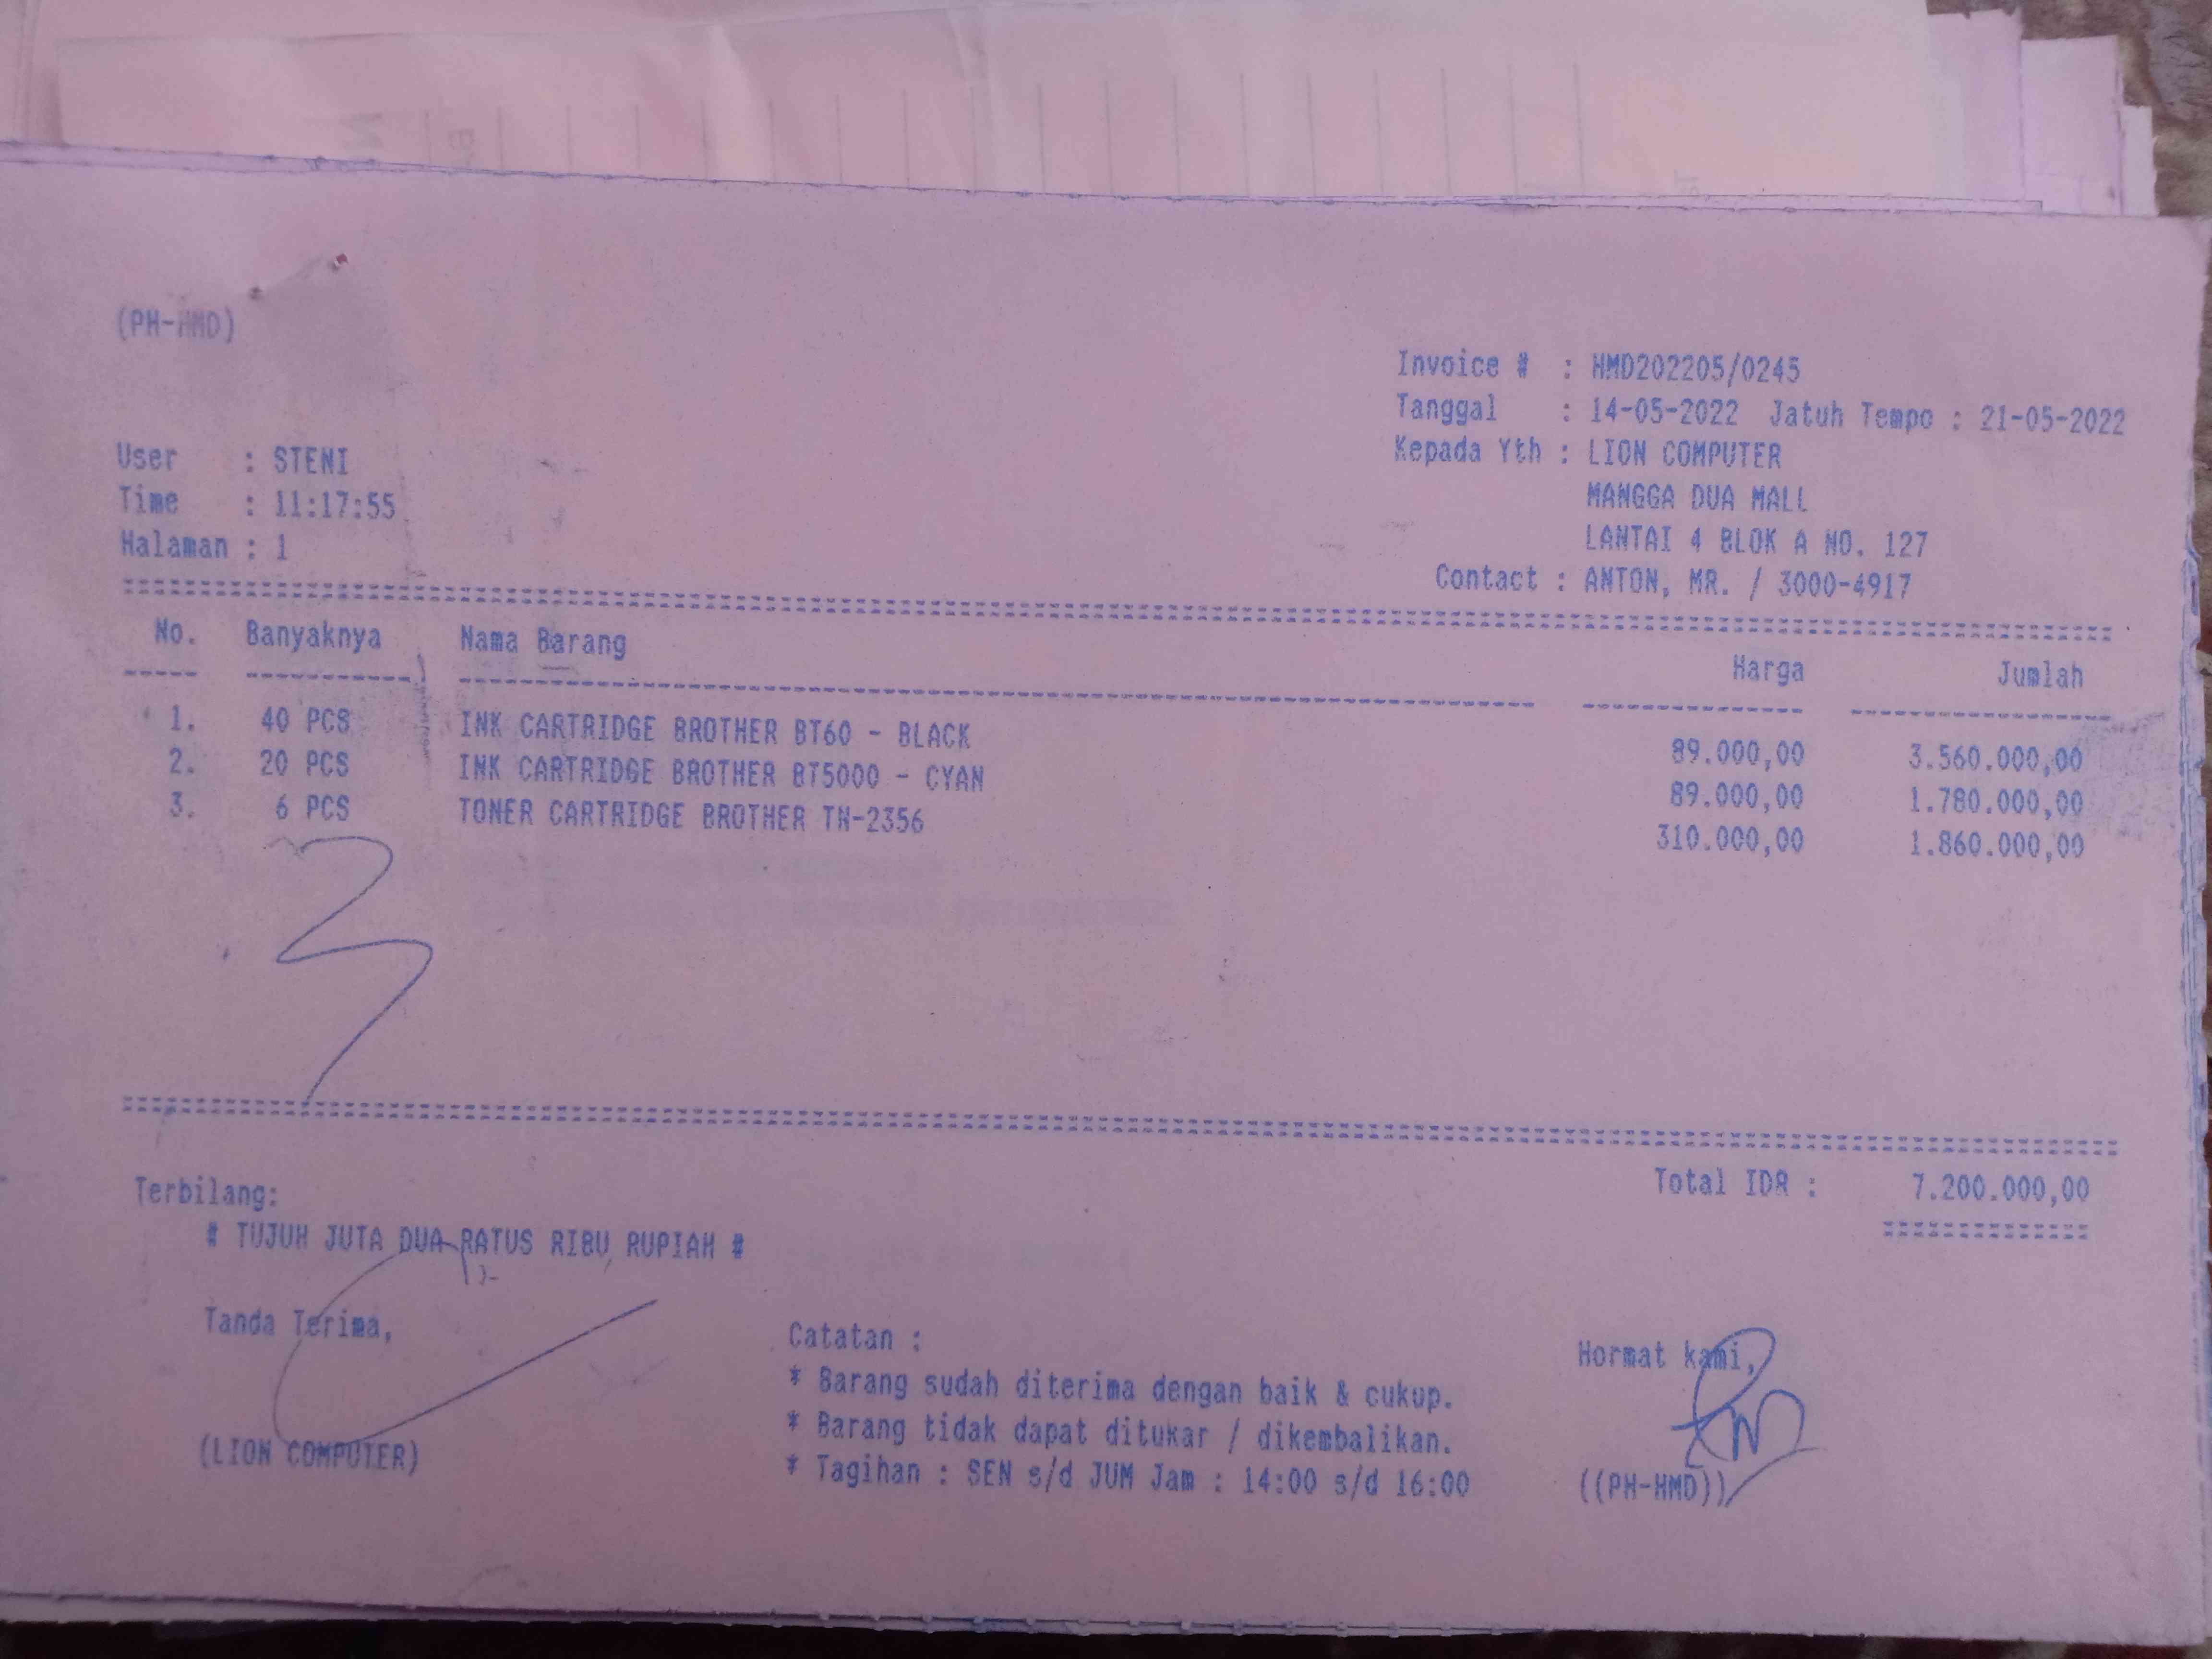 (PH-HMD)
Invoice # : HMD202205/0245
Tanggal : 14-05-2022 Jatuh Tempo : 21-05-2022
Kepada Yth : LION COMPUTER
MANGGA DUA MALL
LANTAI 4 BLOK A NO. 127
Contact : ANTON, MR. / 3000-4917
User : STENI
Time : 11:17:55
Halaman : 1
No. Banyaknya Nama Barang Harga Jumlah
1. 40 PCS INK CARTRIDGE BROTHER BT60 - BLACK 89.000,00 3.560.000,00
2. 20 PCS INK CARTRIDGE BROTHER BT5000 - CYAN 89.000,00 1.780.000,00
3. 6 PCS TONER CARTRIDGE BROTHER TN-2356 310.000,00 1.860.000,00
Total IDR : 7.200.000,00
Terbilang:
# TUJUH JUTA DUA RATUS RIBU RUPIAH #
Tanda Terima,
(LION COMPUTER)
Catatan :
* Barang sudah diterima dengan baik & cukup.
* Barang tidak dapat ditukar / dikembalikan.
* Tagihan : SEN s/d JUM Jam : 14:00 s/d 16:00
Hormat kami,
((PH-HMD))